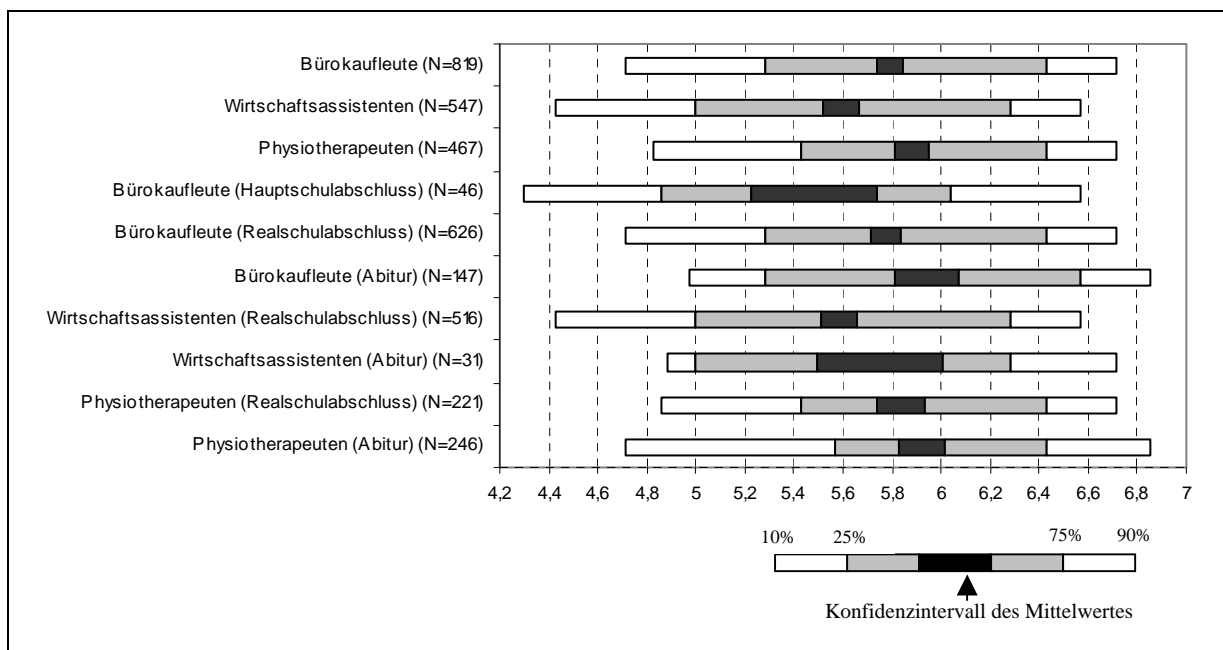 Bürokaufleute (N=819)
Wirtschaftsassistenten (N=547)
Physiotherapeuten (N=467)
Bürokaufleute (Hauptschulabschluss) (N=46)
Bürokaufleute (Realschulabschluss) (N=626)
Bürokaufleute (Abitur) (N=147)
Wirtschaftsassistenten (Realschulabschluss) (N=516)
Wirtschaftsassistenten (Abitur) (N=31)
Physiotherapeuten (Realschulabschluss) (N=221)
Physiotherapeuten (Abitur) (N=246)
4,2 4,4 4,6 4,8 5 5,2 5,4 5,6 5,8 6 6,2 6,4 6,6 6,8 7
10% 25% 75% 90%
Konfidenzintervall des Mittelwertes